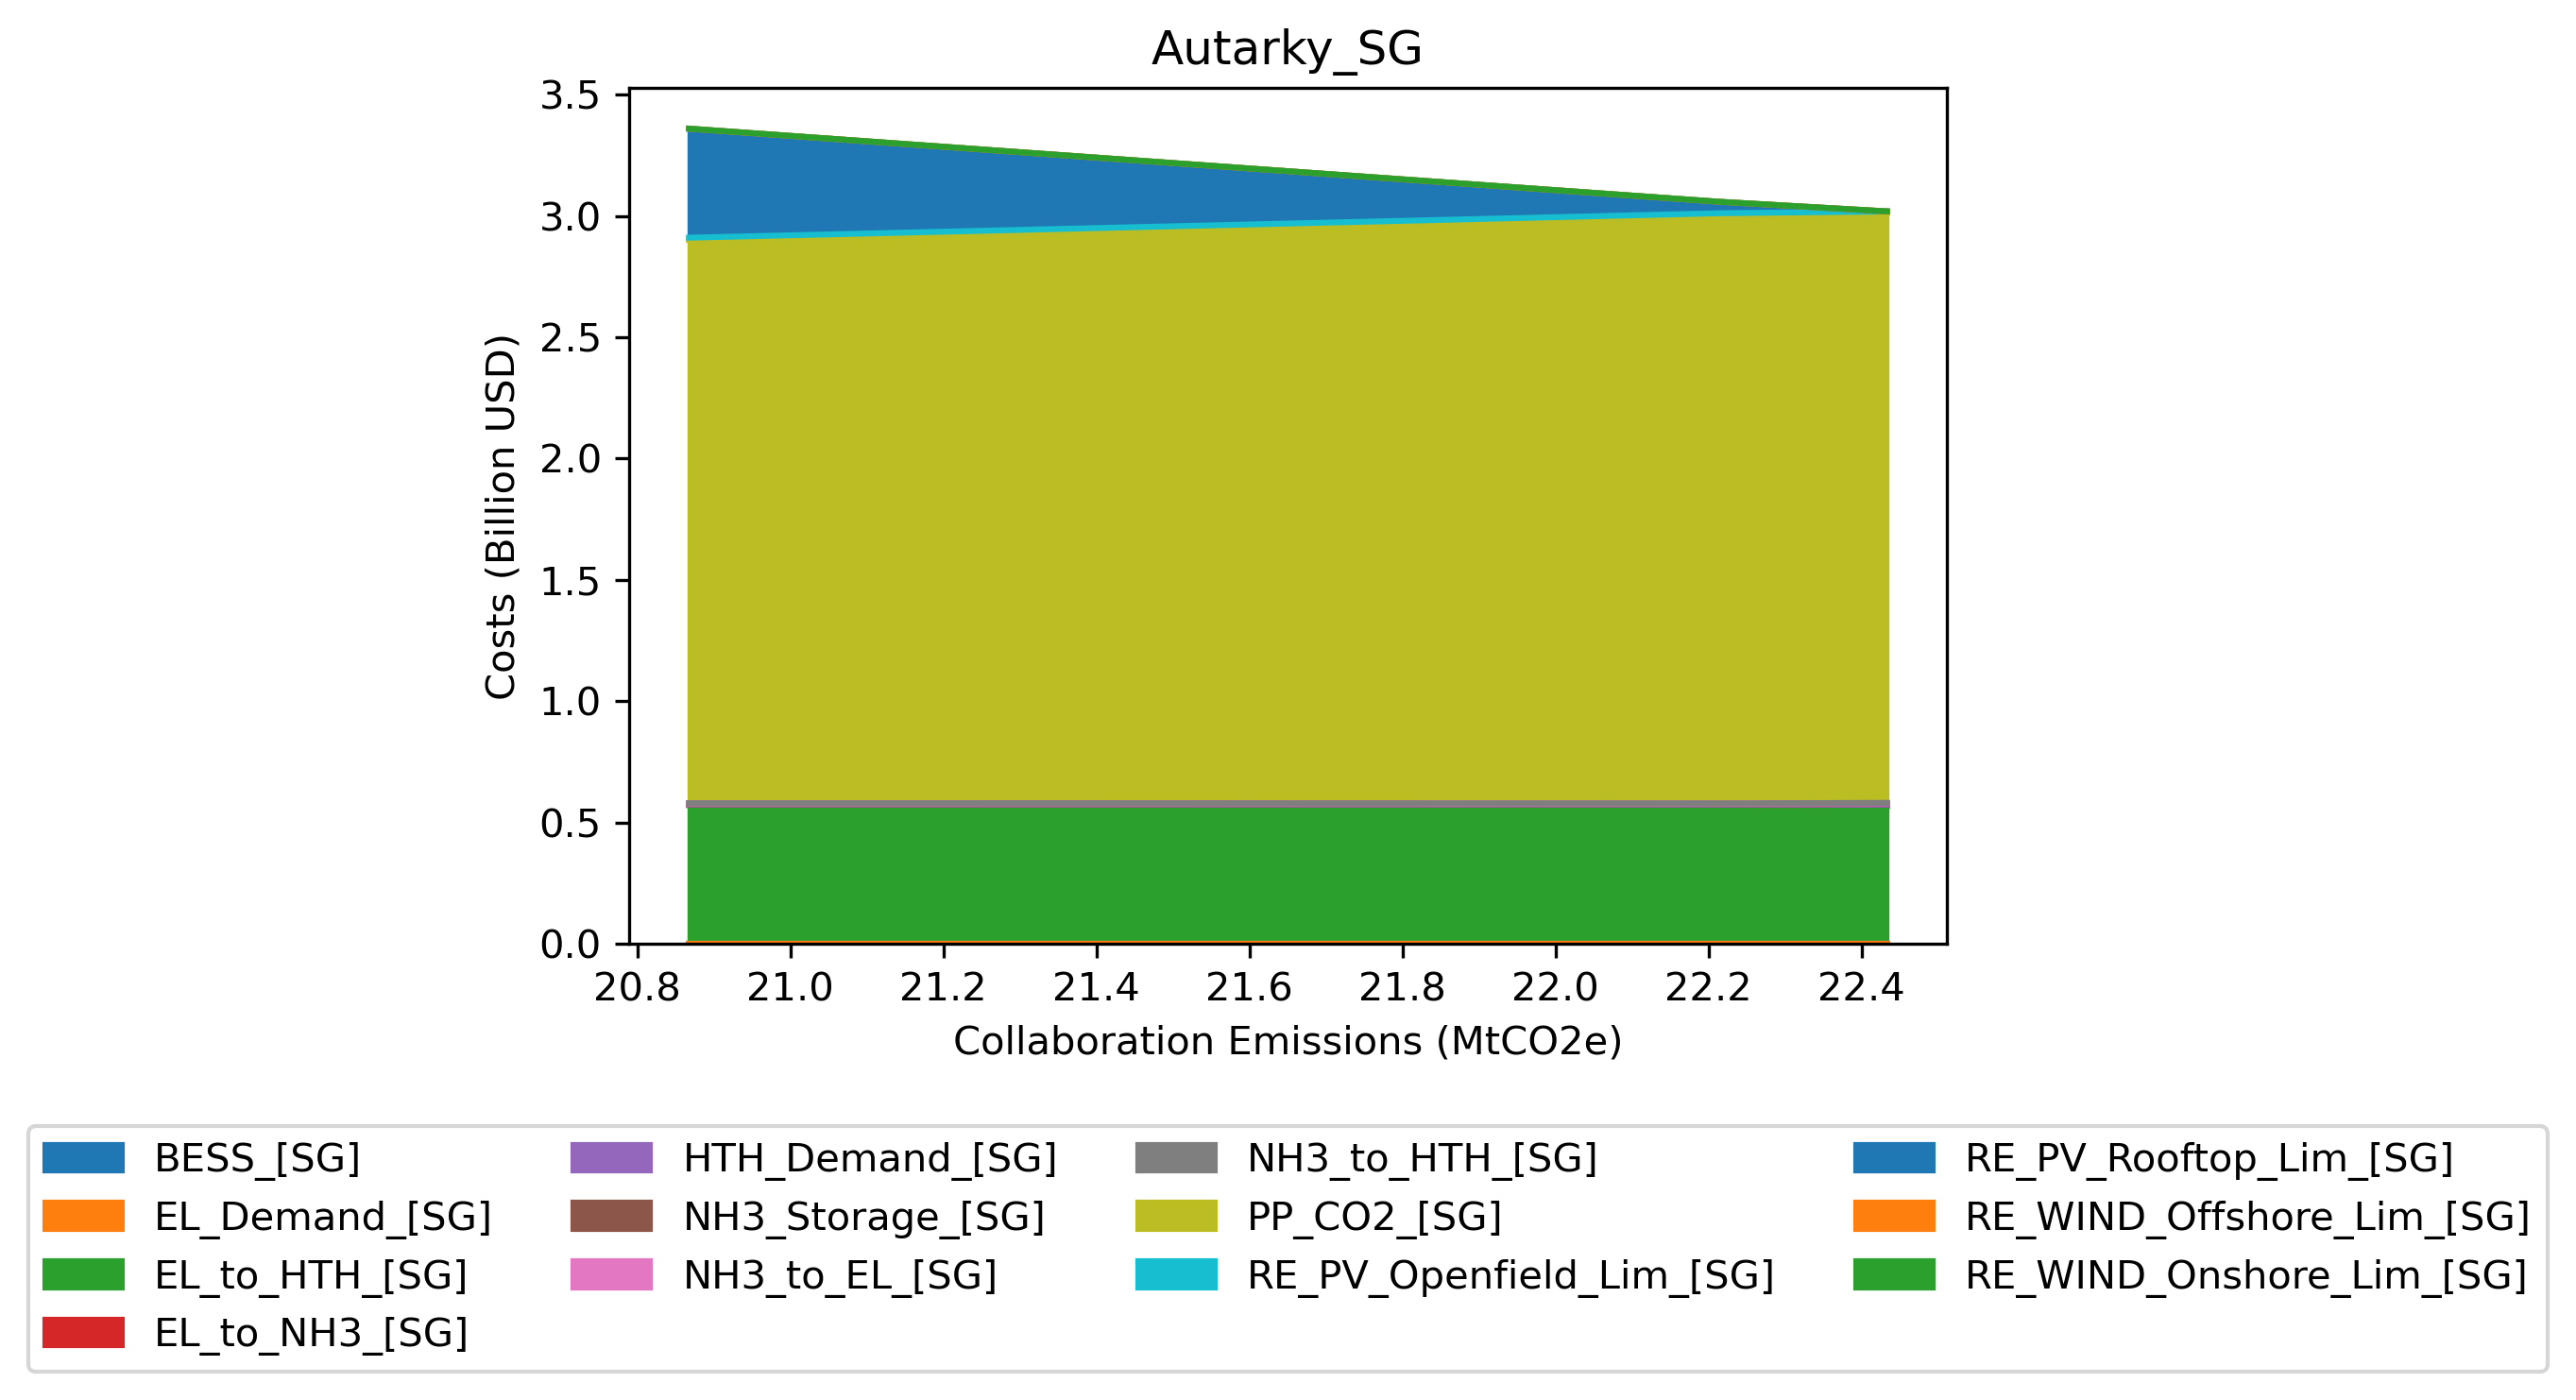 Autarky_SG
3.5
3.0
2.5
2.0
1.5
1.0
0.5
0.0
Costs (Billion USD)
20.8 21.0 21.2 21.4 21.6 21.8 22.0 22.2 22.4
Collaboration Emissions (MtCO2e)
BESS_[SG]
EL_Demand_[SG]
EL_to_HTH_[SG]
EL_to_NH3_[SG]
HTH_Demand_[SG]
NH3_Storage_[SG]
NH3_to_EL_[SG]
NH3_to_HTH_[SG]
PP_CO2_[SG]
RE_PV_Openfield_Lim_[SG]
RE_PV_Rooftop_Lim_[SG]
RE_WIND_Offshore_Lim_[SG]
RE_WIND_Onshore_Lim_[SG]